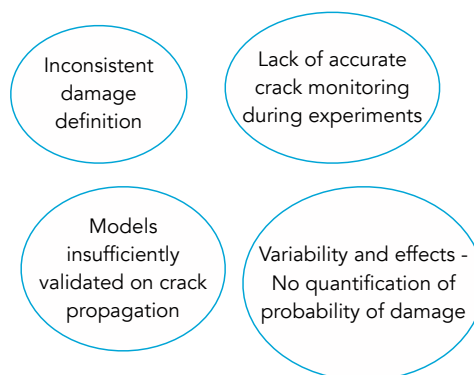 Inconsistent
damage
definition
Lack of accurate
crack monitoring
during experiments
Models
insufficiently
validated on crack
propagation
Variability and effects -
No quantification of
probability of damage